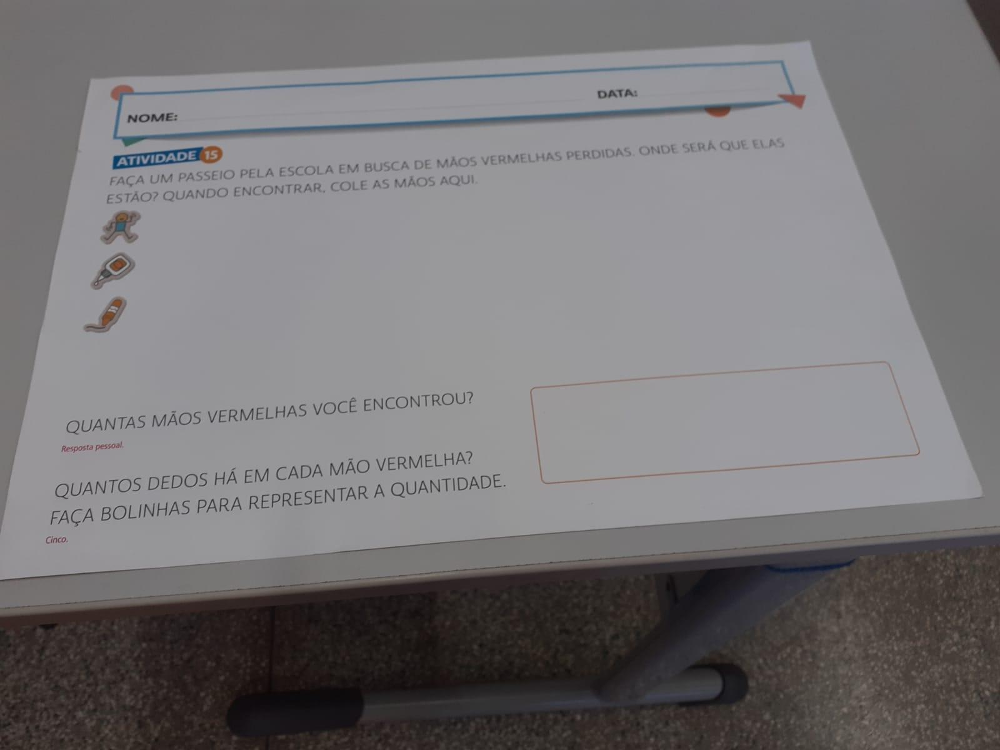 NOME:
DATA:
ATIVIDADE 15
FAÇA UM PASSEIO PELA ESCOLA EM BUSCA DE MÃOS VERMELHAS PERDIDAS. ONDE SERÁ QUE ELAS
ESTÃO? QUANDO ENCONTRAR, COLE AS MÃOS AQUI.
QUANTAS MÃOS VERMELHAS VOCÊ ENCONTROU?
Resposta pessoal.
QUANTOS DEDOS HÁ EM CADA MÃO VERMELHA?
FAÇA BOLINHAS PARA REPRESENTAR A QUANTIDADE.
Cinco.